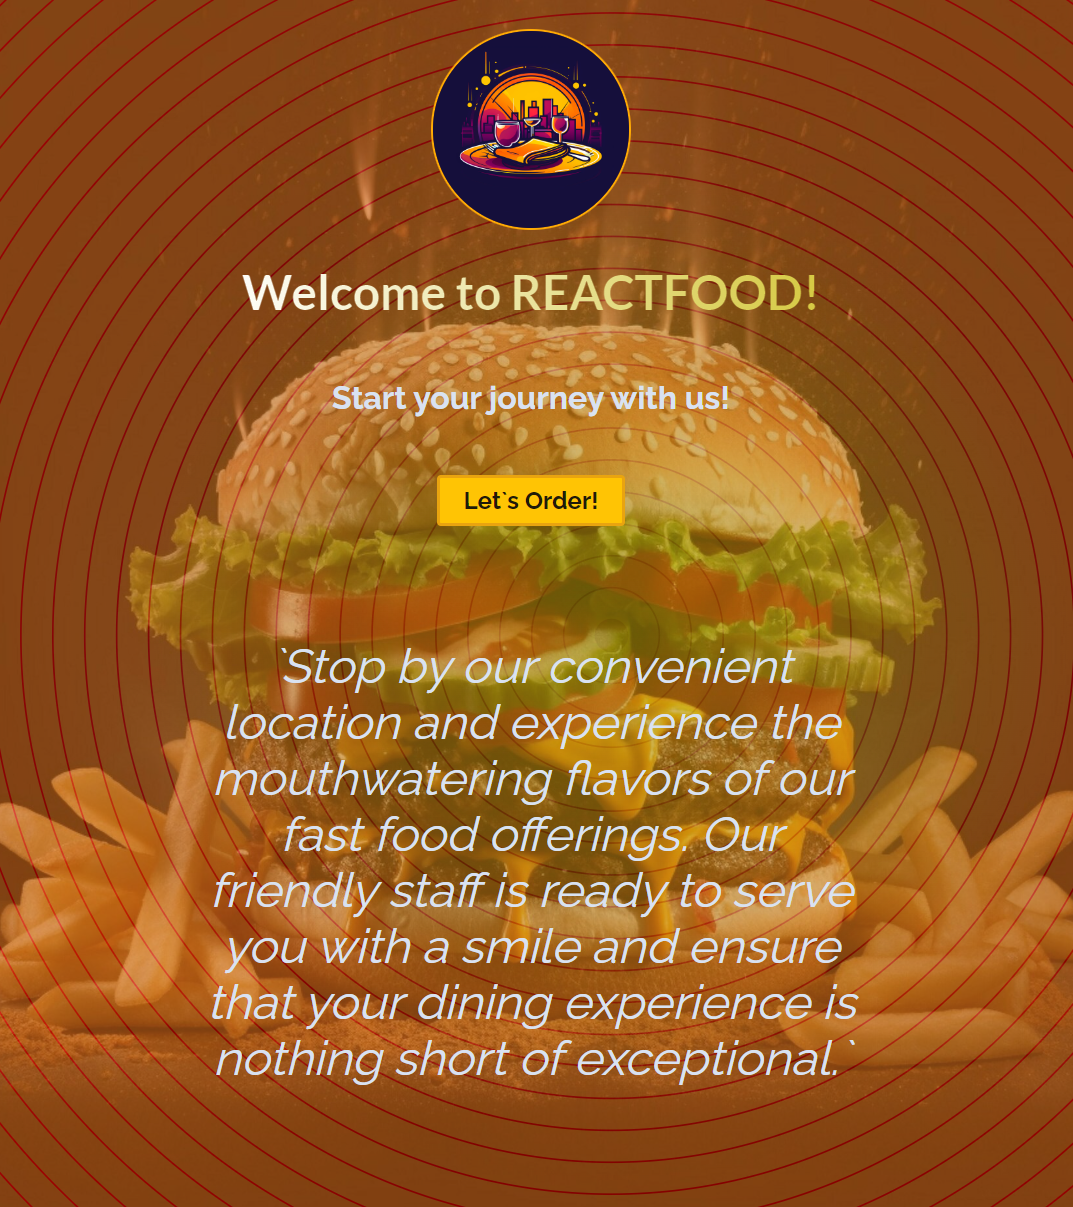 Welcome to REACTFOOD!
Start your journey with us!
Let`s Order!
`Stop by our convenient
location and experience the
mouthwatering flavors of our
fast food offerings. Our
friendly staff is ready to serve
you with a smile and ensure
that your dining experience is
nothing short of exceptional.`